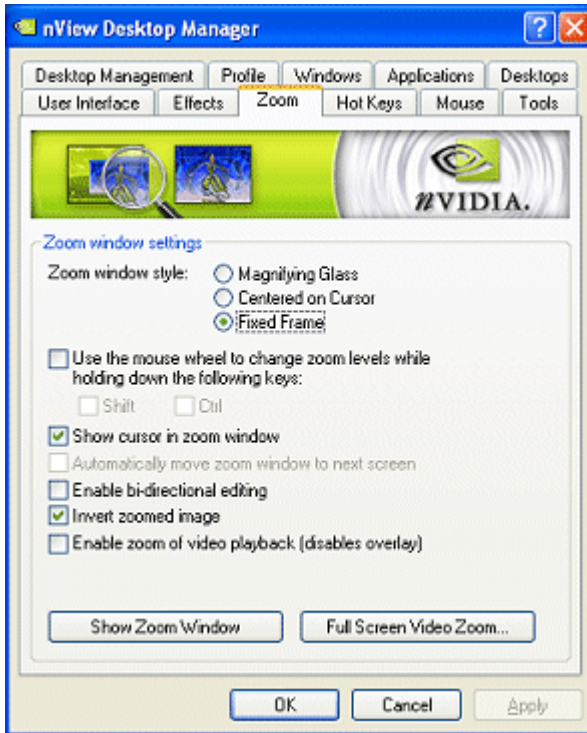 nView Desktop Manager
Desktop Management Profile Windows Applications Desktops
User Interface Effects Zoom Hot Keys Mouse Tools
nVIDIA.
Zoom window settings
Zoom window style: Magnifying Glass
Centered on Cursor
Fixed Frame
Use the mouse wheel to change zoom levels while
holding down the following keys:
Shift Ctrl
Show cursor in zoom window
Automatically move zoom window to next screen
Enable bi-directional editing
Invert zoomed image
Enable zoom of video playback (disables overlay)
Show Zoom Window Full Screen Video Zoom...
OK Cancel Apply